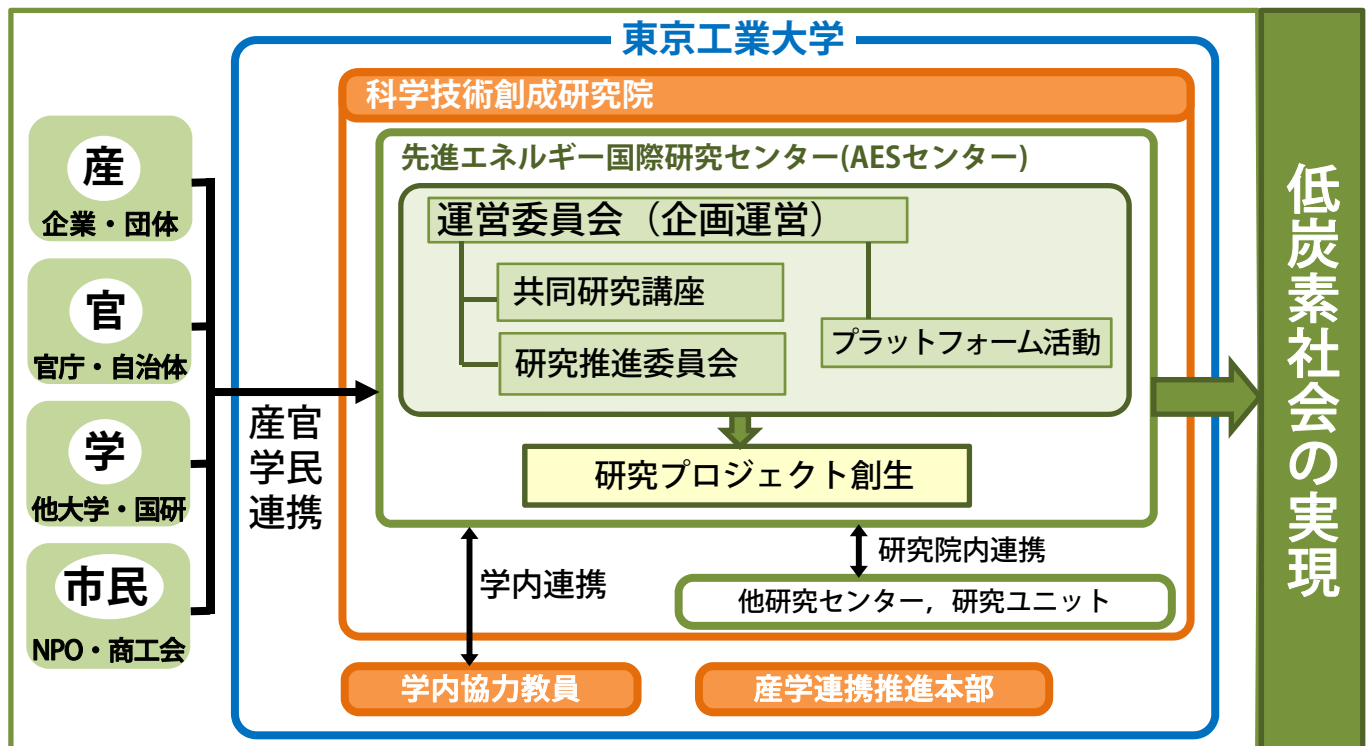 東京工業大学
科学技術創成研究院
先進エネルギー国際研究センター(AESセンター)
運営委員会（企画運営）
共同研究講座
研究推進委員会
プラットフォーム活動
研究プロジェクト創生
産
企業・団体
官
官庁・自治体
学
他大学・国研
市民
NPO・商工会
産官
学民
連携
学内連携
研究院内連携
他研究センター，研究ユニット
学内協力教員
産学連携推進本部
低炭素社会の実現